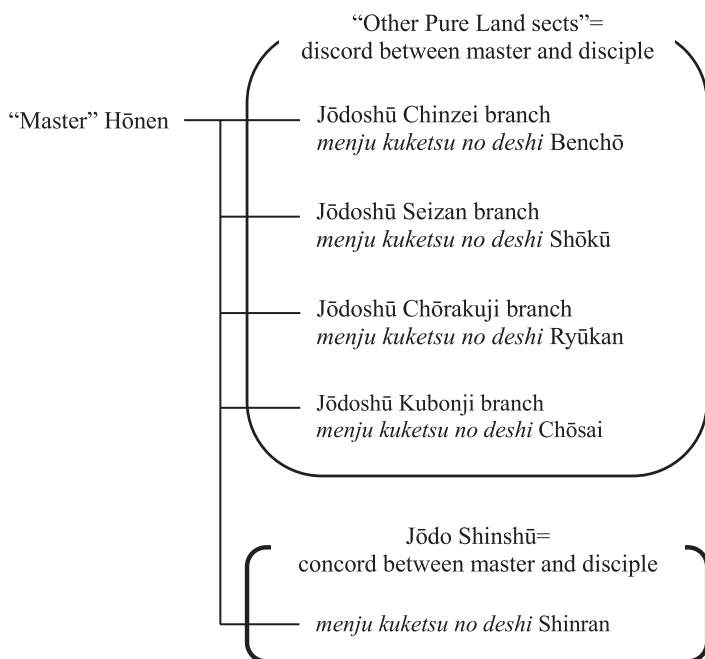 “Other Pure Land sects”=
discord between master and disciple
“Master” Hōnen
Jōdoshū Chinzei branch
menju kuketsu no deshi Benchō
Jōdoshū Seizan branch
menju kuketsu no deshi Shōkū
Jōdoshū Chōrakuji branch
menju kuketsu no deshi Ryūkan
Jōdoshū Kubonji branch
menju kuketsu no deshi Chōsai
Jōdo Shinshū=
concord between master and disciple
menju kuketsu no deshi Shinran